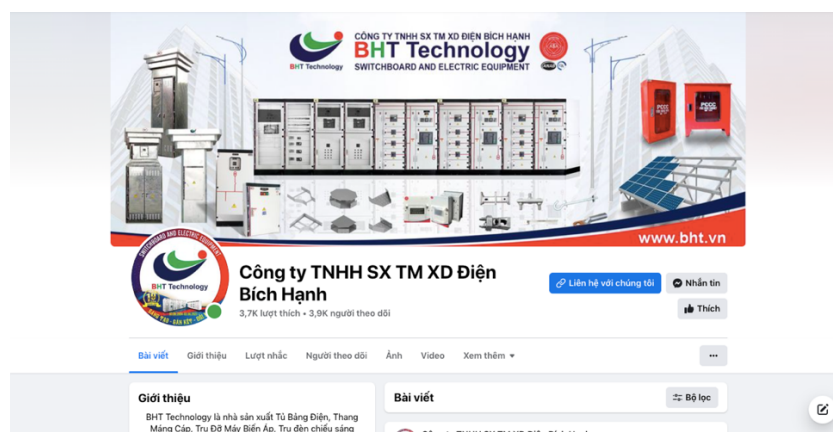 CÔNG TY TNHH SX TM XD ĐIỆN BÍCH HẠNH
BHT Technology
BHT Technology
SWITCHBOARD AND ELECTRIC EQUIPMENT
PCCC
PCCC
www.bht.vn
SWITCHBOARD AND ELECTRIC EQUIPMENT
BHT Technology
Công ty TNHH SX TM XD Điện
Bích Hạnh
3,7K lượt thích • 3,9K người theo dõi
Liên hệ với chúng tôi
Nhắn tin
Thích
Bài viết
Giới thiệu
Lượt nhắc
Người theo dõi
Ảnh
Video
Xem thêm
Giới thiệu
BHT Technology là nhà sản xuất Tủ Bảng Điện, Thang
Máng Cáp, Trụ Đỡ Máy Biến Áp, Trụ đèn chiếu sáng
Bài viết
Bộ lọc